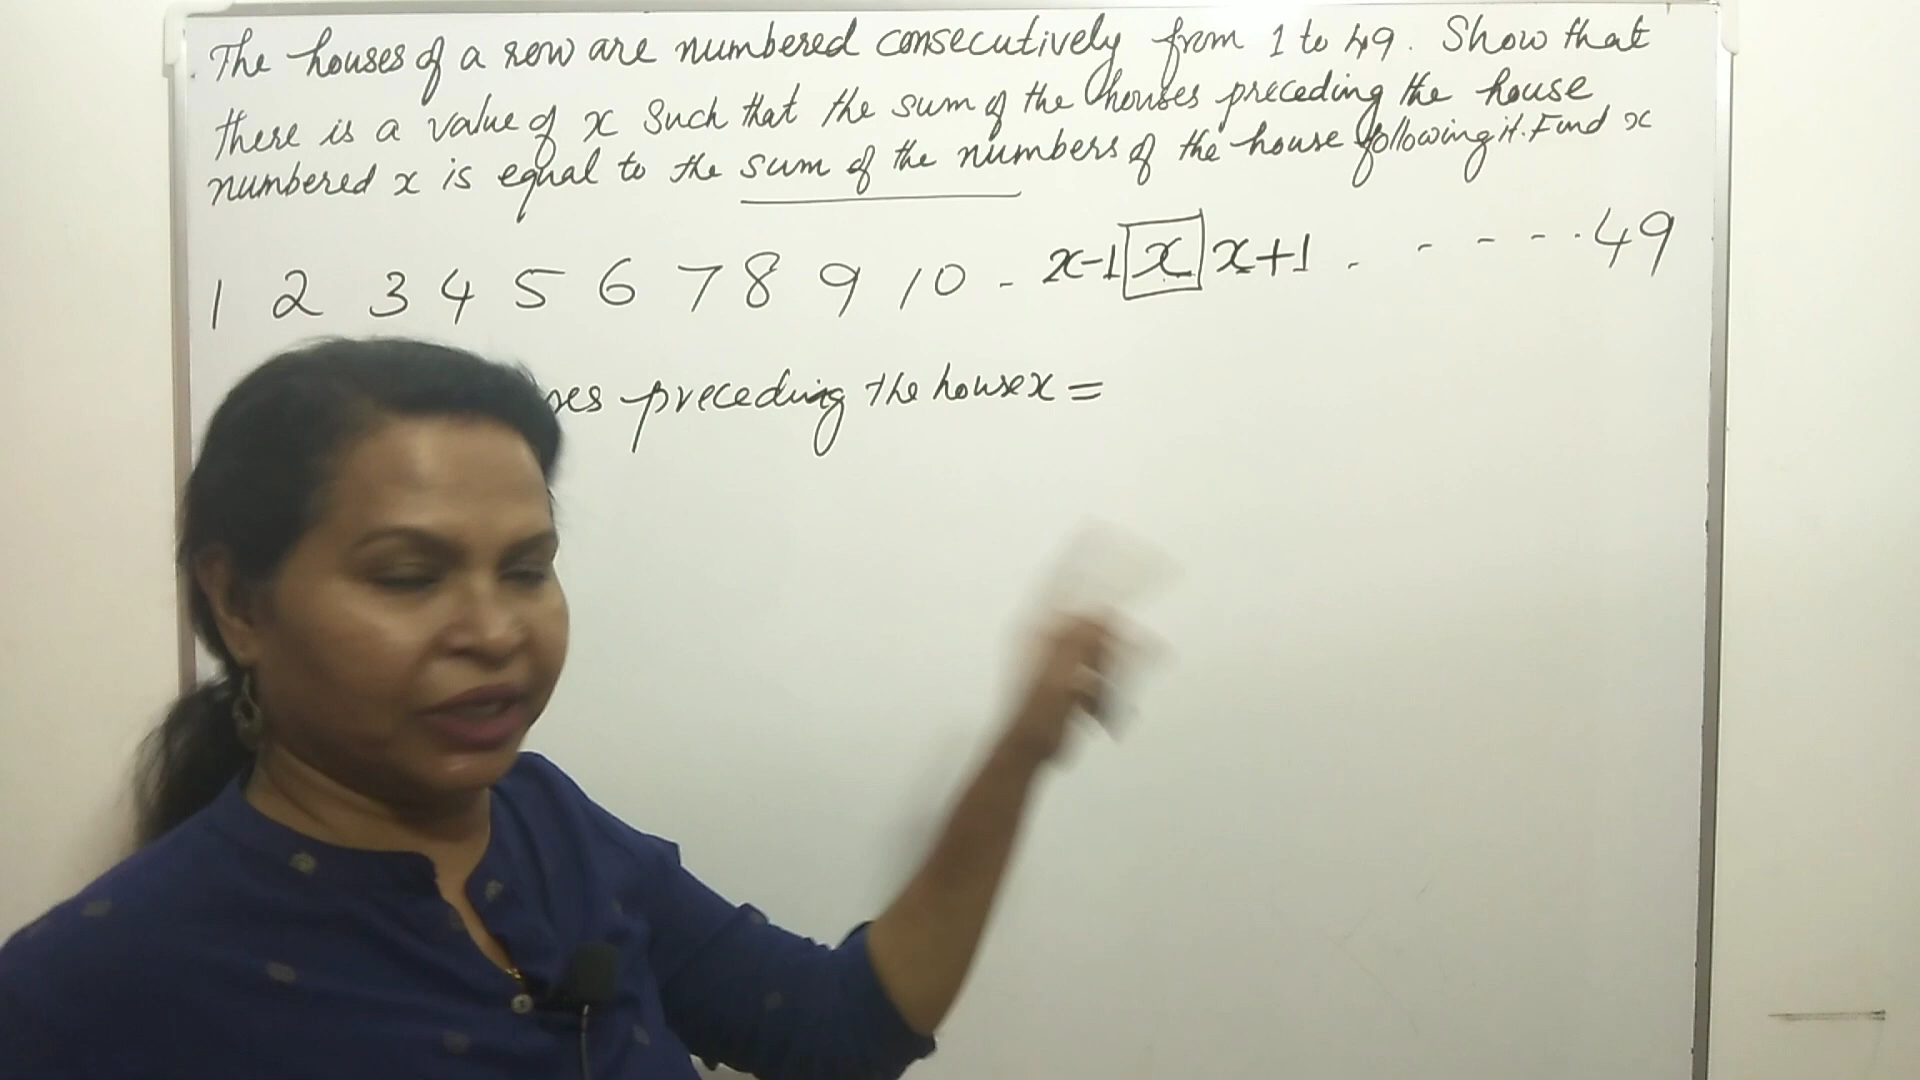 The houses of a row are numbered consecutively from 1 to 49. Show that
there is a value of x such that the sum of the houses preceding the house
numbered x is equal to the sum of the numbers of the house following it. Find x
1 2 3 4 5 6 7 8 9 10 - x-1 x x+1 . - - - . 49
preceding the house x =